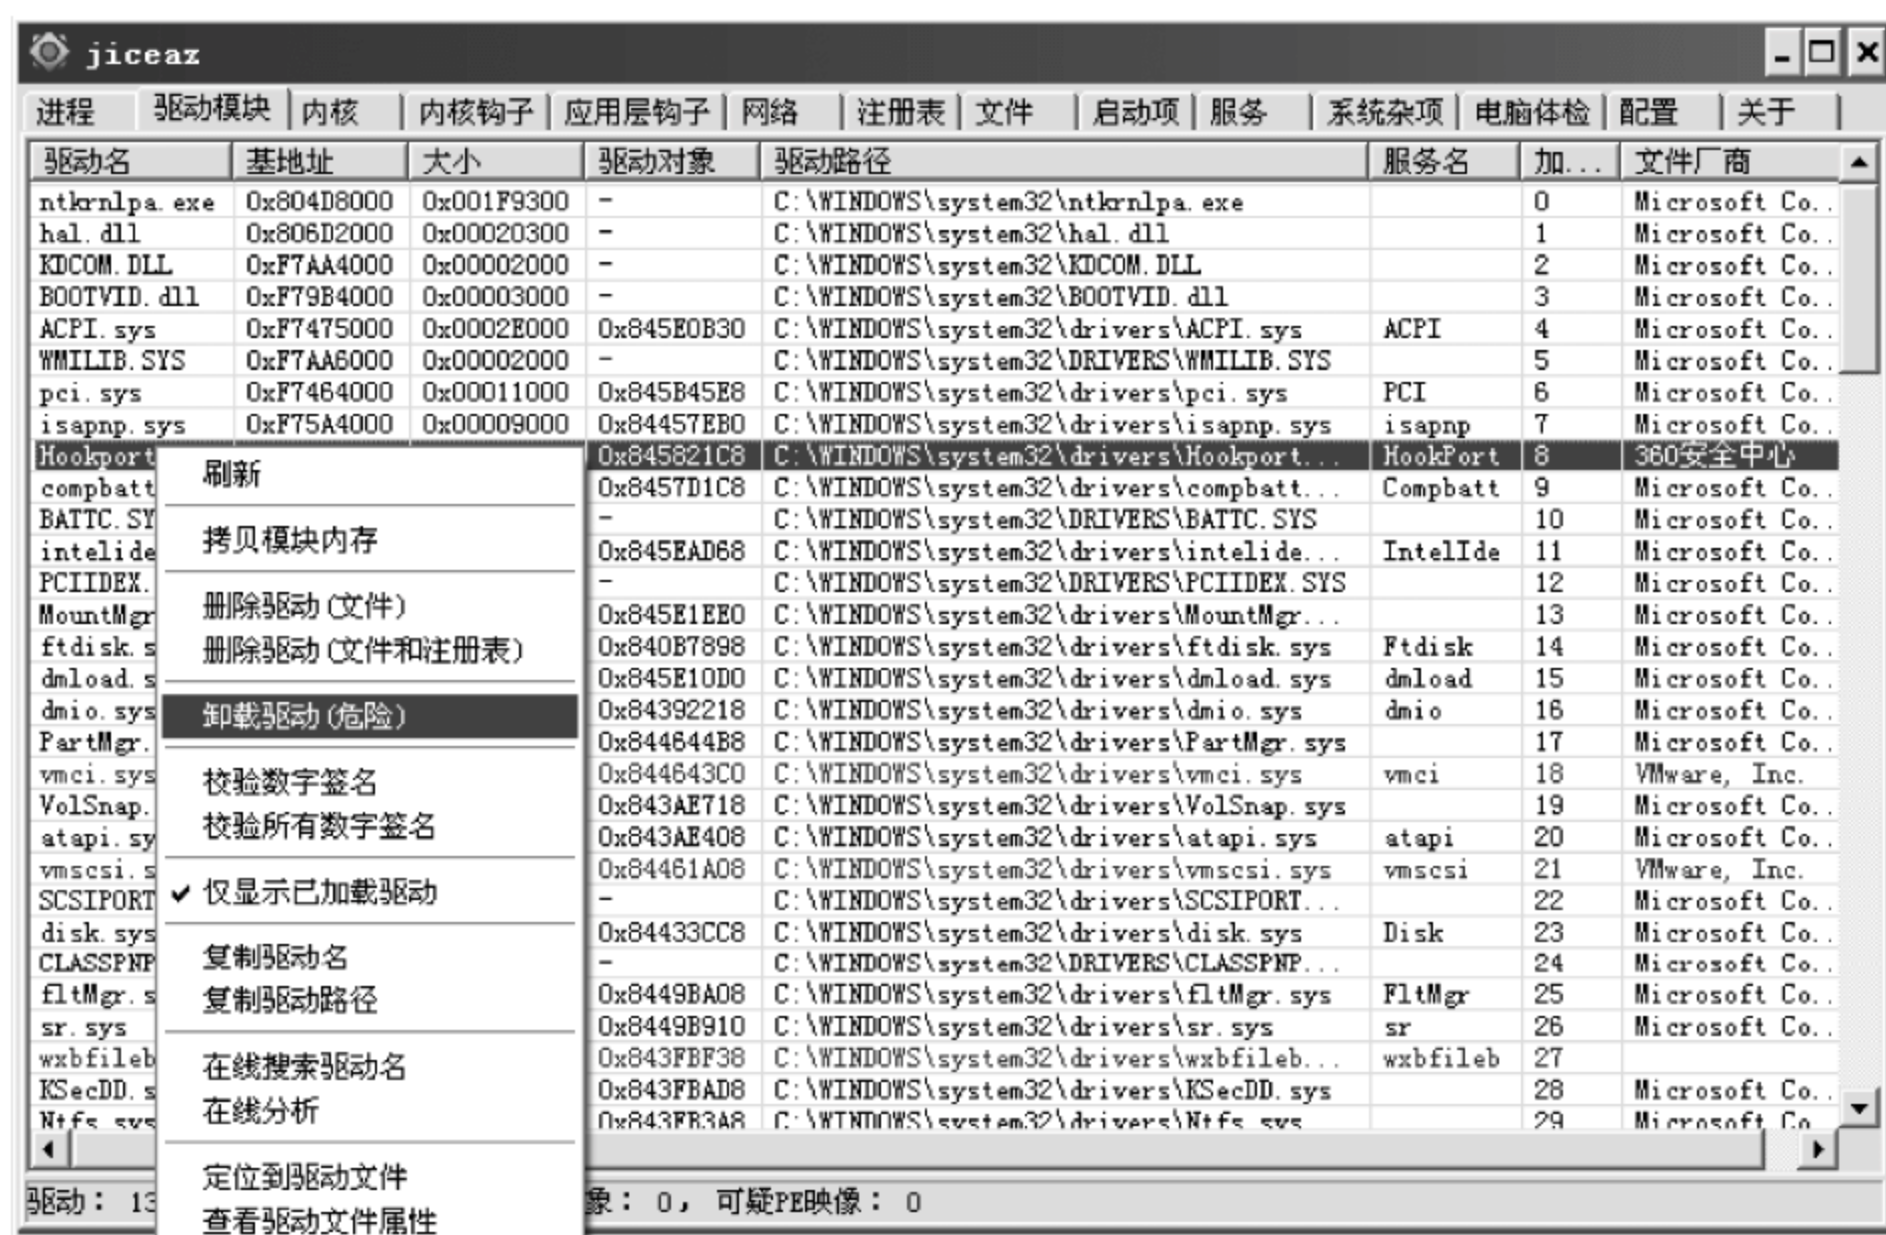 jiceaz
进程 驱动模块 内核 内核钩子 应用层钩子 网络 注册表 文件 启动项 服务 系统杂项 电脑体检 配置 关于
驱动名 基地址 大小 驱动对象 驱动路径 服务名 加... 文件厂商
ntkrnlpa.exe 0x804D8000 0x001F9300 - C:\WINDOWS\system32\ntkrnlpa.exe 0 Microsoft Co..
hal.dll 0x806D2000 0x00020300 - C:\WINDOWS\system32\hal.dll 1 Microsoft Co..
KDCOM.DLL 0xF7AA4000 0x00002000 - C:\WINDOWS\system32\KDCOM.DLL 2 Microsoft Co..
BOOTVID.dll 0xF79B4000 0x00003000 - C:\WINDOWS\system32\BOOTVID.dll 3 Microsoft Co..
ACPI.sys 0xF7475000 0x0002E000 0x845E0B30 C:\WINDOWS\system32\drivers\ACPI.sys ACPI 4 Microsoft Co..
WMILIB.SYS 0xF7AA6000 0x00002000 - C:\WINDOWS\system32\DRIVERS\WMILIB.SYS 5 Microsoft Co..
pci.sys 0xF7464000 0x00011000 0x845B45E8 C:\WINDOWS\system32\drivers\pci.sys PCI 6 Microsoft Co..
isapnp.sys 0xF75A4000 0x00009000 0x84457EB0 C:\WINDOWS\system32\drivers\isapnp.sys isapnp 7 Microsoft Co..
Hookport 0x845821C8 C:\WINDOWS\system32\drivers\Hookport... HookPort 8 360安全中心
刷新
compbatt 0x8457D1C8 C:\WINDOWS\system32\drivers\compbatt... Compbatt 9 Microsoft Co..
BATTC.SY - C:\WINDOWS\system32\DRIVERS\BATTC.SYS 10 Microsoft Co..
拷贝模块内存
intelide 0x845EAD68 C:\WINDOWS\system32\drivers\intelide... IntelIde 11 Microsoft Co..
PCIIDEX. - C:\WINDOWS\system32\DRIVERS\PCIIDEX.SYS 12 Microsoft Co..
删除驱动(文件)
MountMgr 0x845E1EE0 C:\WINDOWS\system32\drivers\MountMgr... 13 Microsoft Co..
ftdisk.s 0x840B7898 C:\WINDOWS\system32\drivers\ftdisk.sys Ftdisk 14 Microsoft Co..
删除驱动(文件和注册表)
dmload.s 0x845E10D0 C:\WINDOWS\system32\drivers\dmload.sys dmload 15 Microsoft Co..
dmio.sys 0x84392218 C:\WINDOWS\system32\drivers\dmio.sys dmio 16 Microsoft Co..
卸载驱动(危险)
PartMgr. 0x844644B8 C:\WINDOWS\system32\drivers\PartMgr.sys 17 Microsoft Co..
vmci.sys 0x844643C0 C:\WINDOWS\system32\drivers\vmci.sys vmci 18 VMware, Inc.
校验数字签名
VolSnap. 0x843AE718 C:\WINDOWS\system32\drivers\VolSnap.sys 19 Microsoft Co..
校验所有数字签名
atapi.sy 0x843AE408 C:\WINDOWS\system32\drivers\atapi.sys atapi 20 Microsoft Co..
vmscsi.s 0x84461A08 C:\WINDOWS\system32\drivers\vmscsi.sys vmscsi 21 VMware, Inc.
仅显示已加载驱动
SCSIPORT - C:\WINDOWS\system32\drivers\SCSIPORT... 22 Microsoft Co..
disk.sys 0x84433CC8 C:\WINDOWS\system32\drivers\disk.sys Disk 23 Microsoft Co..
复制驱动名
CLASSPNP - C:\WINDOWS\system32\DRIVERS\CLASSPNP... 24 Microsoft Co..
fltMgr.s 0x8449BA08 C:\WINDOWS\system32\drivers\fltMgr.sys FltMgr 25 Microsoft Co..
复制驱动路径
sr.sys 0x8449B910 C:\WINDOWS\system32\drivers\sr.sys sr 26 Microsoft Co..
wxbfileb 0x843FBF38 C:\WINDOWS\system32\drivers\wxbfileb... wxbfileb 27
在线搜索驱动名
KSecDD.s 0x843FBAD8 C:\WINDOWS\system32\drivers\KSecDD.sys 28 Microsoft Co..
在线分析
Ntfs.sys 0x843FB3A8 C:\WINDOWS\system32\drivers\Ntfs.sys 29 Microsoft Co
定位到驱动文件
驱动: 13 象: 0, 可疑PE映像: 0
查看驱动文件属性